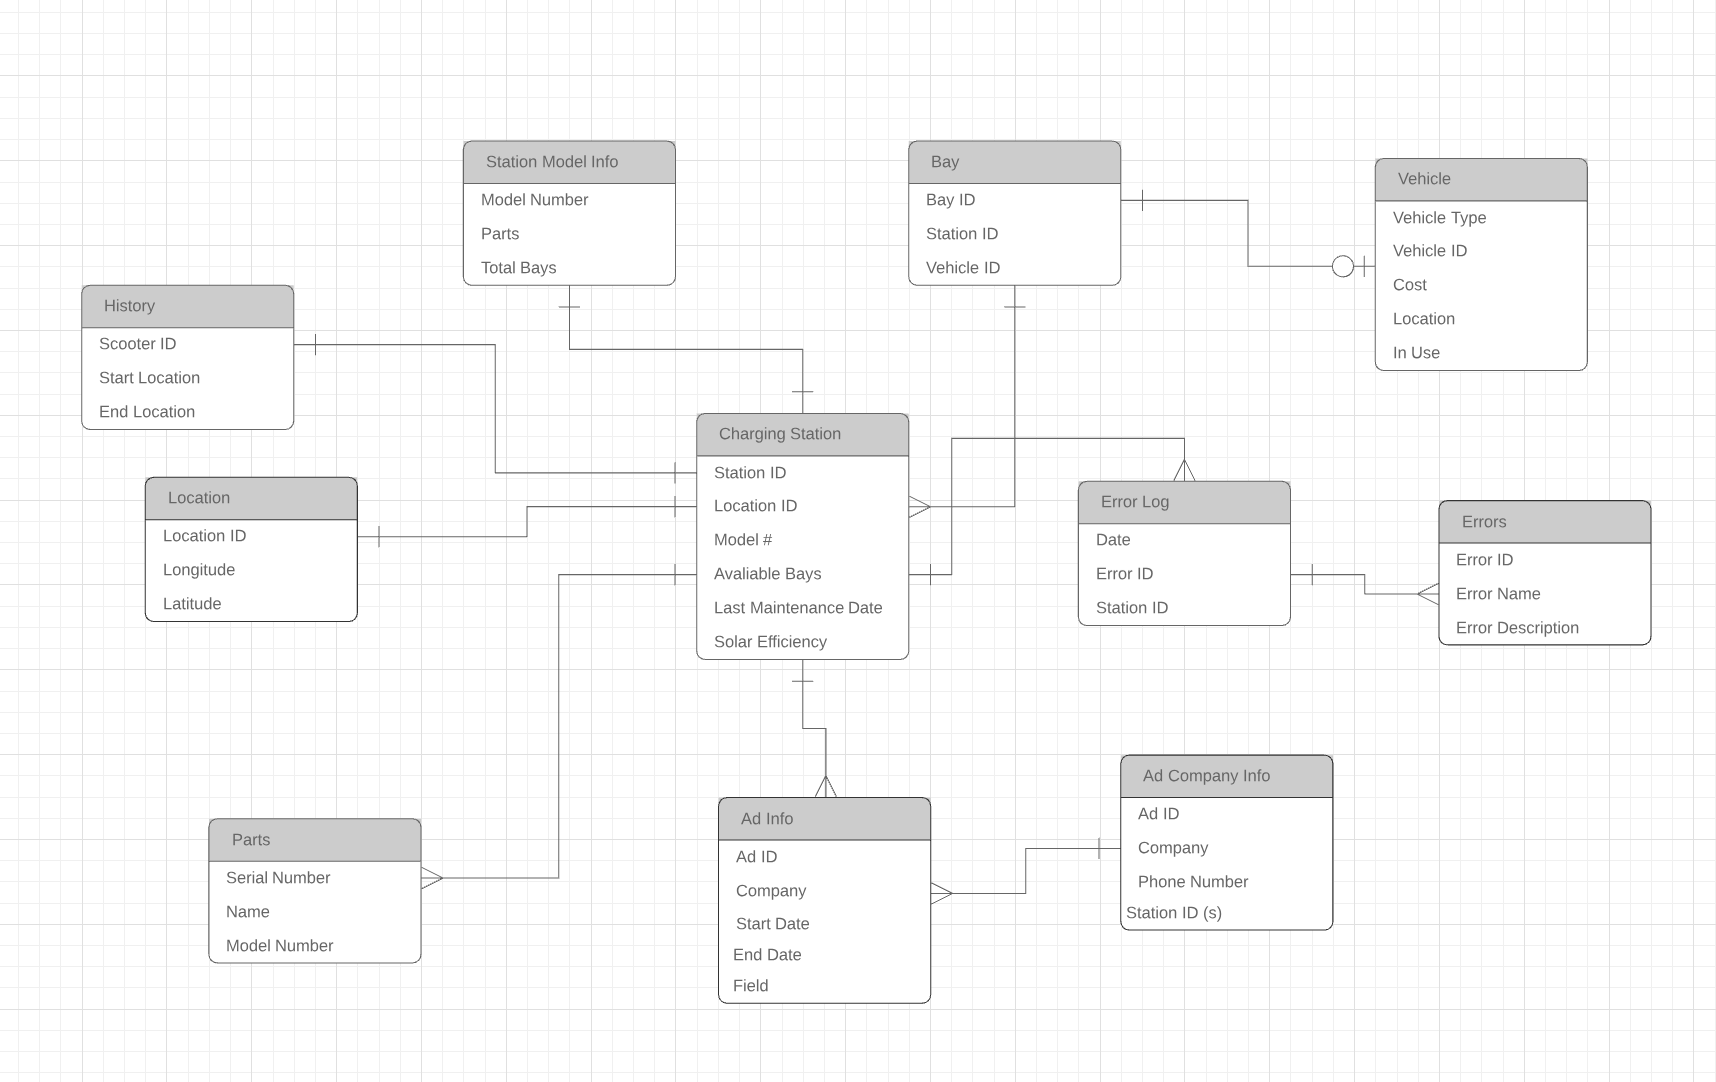 Station Model Info
Model Number
Parts
Total Bays
Bay
Bay ID
Station ID
Vehicle ID
Vehicle
Vehicle Type
Vehicle ID
Cost
Location
In Use
History
Scooter ID
Start Location
End Location
Charging Station
Station ID
Location ID
Model #
Avaliable Bays
Last Maintenance Date
Solar Efficiency
Location
Location ID
Longitude
Latitude
Error Log
Date
Error ID
Station ID
Errors
Error ID
Error Name
Error Description
Parts
Serial Number
Name
Model Number
Ad Info
Ad ID
Company
Start Date
End Date
Field
Ad Company Info
Ad ID
Company
Phone Number
Station ID (s)